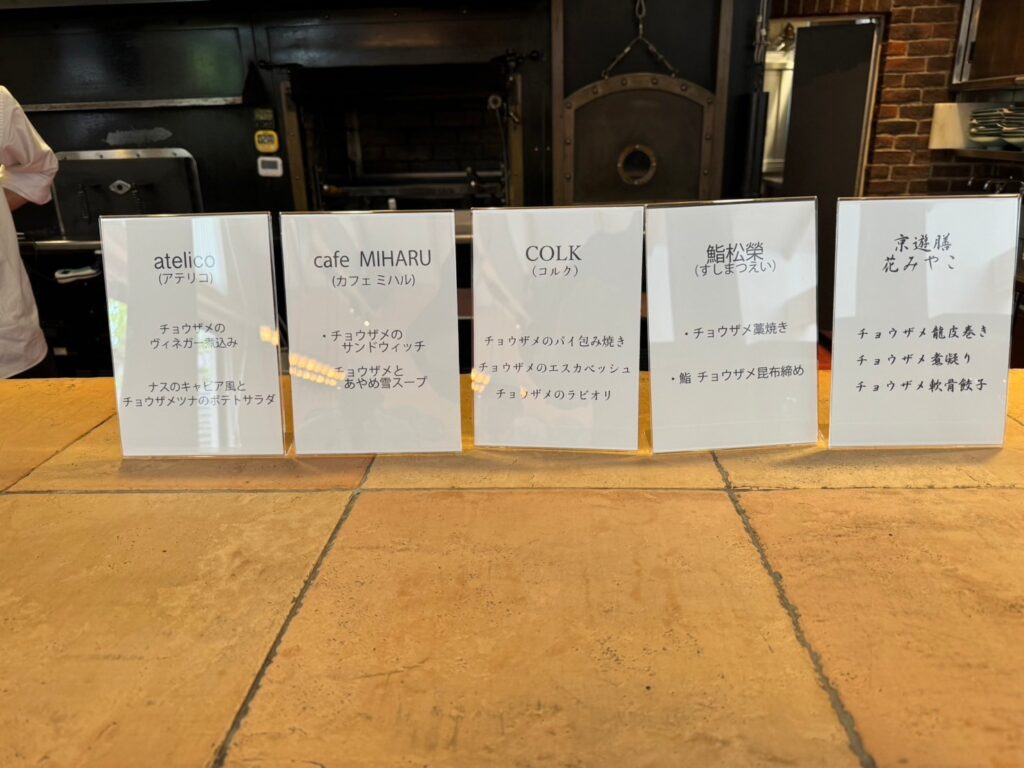 atelico
(アテリコ)
チョウザメの
ヴィネガー煮込み
ナスのキャビア風と
チョウザメツナのポテトサラダ
cafe MIHARU
(カフェ ミハル)
・チョウザメの
サンドウィッチ
・チョウザメと
あやめ雪スープ
COLK
(コルク)
チョウザメのパイ包み焼き
チョウザメのエスカベッシュ
チョウザメのラビオリ
鮨松榮
(すしまつえい)
・チョウザメ藁焼き
・鮨 チョウザメ昆布締め
京遊膳
花みやこ
チョウザメ龍皮巻き
チョウザメ煮凝り
チョウザメ軟骨餃子